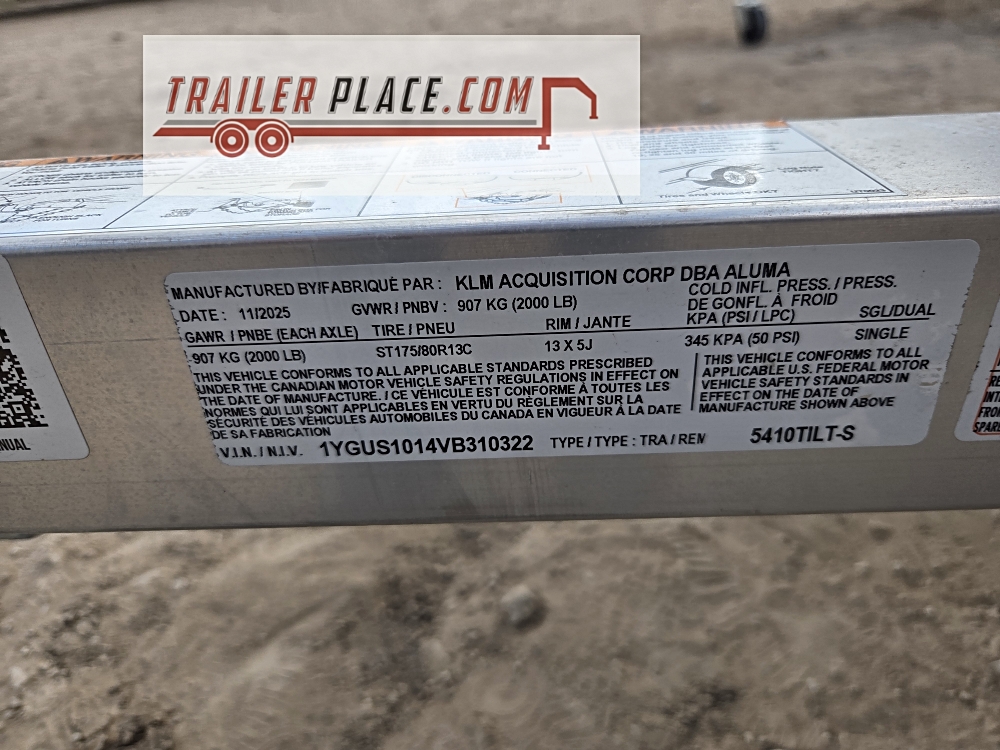 TRAILER PLACE.COM
MANUFACTURED BY/FABRIQUÉ PAR : KLM ACQUISITION CORP DBA ALUMA
DATE : 11/2025 GVWR / PNBV : 907 KG (2000 LB)
COLD INFL. PRESS. / PRESS.
DE GONFL. À FROID
KPA (PSI / LPC) SGL/DUAL
GAWR / PNBE (EACH AXLE) TIRE / PNEU RIM / JANTE
907 KG (2000 LB) ST175/80R13C 13 X 5J 345 KPA (50 PSI) SINGLE
THIS VEHICLE CONFORMS TO ALL APPLICABLE STANDARDS PRESCRIBED
UNDER THE CANADIAN MOTOR VEHICLE SAFETY REGULATIONS IN EFFECT ON
THE DATE OF MANUFACTURE. / CE VÉHICULE EST CONFORME À TOUTES LES
NORMES QUI LUI SONT APPLICABLES EN VERTU DU RÈGLEMENT SUR LA
SÉCURITÉ DES VÉHICULES AUTOMOBILES DU CANADA EN VIGUEUR À LA DATE
DE SA FABRICATION
THIS VEHICLE CONFORMS TO ALL
APPLICABLE U.S. FEDERAL MOTOR
VEHICLE SAFETY STANDARDS IN
EFFECT ON THE DATE OF
MANUFACTURE SHOWN ABOVE
V.I.N. / N.I.V. 1YGUS1014VB310322 TYPE / TYPE : TRA / REM 5410TILT-S